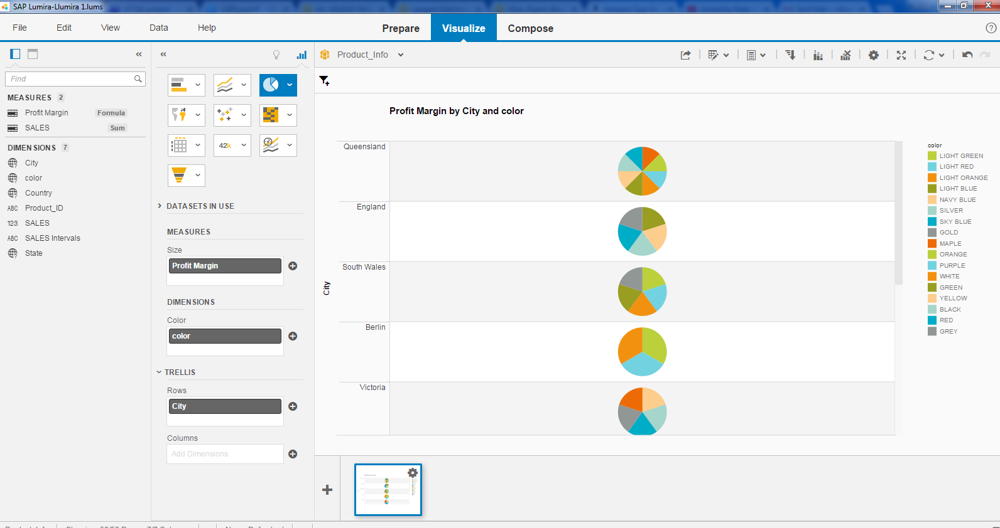 SAP Lumira-Llumira 1.lums
File Edit View Data Help
Prepare Visualize Compose
?
Find
MEASURES 2
Profit Margin Formula
SALES Sum
DIMENSIONS 7
City
color
Country
ABC Product_ID
123 SALES
ABC SALES Intervals
State
42k
DATASETS IN USE
MEASURES
Size
Profit Margin
DIMENSIONS
Color
color
TRELLIS
Rows
City
Columns
Add Dimensions
Product_Info
Profit Margin by City and color
City
Queensland
England
South Wales
Berlin
Victoria
color
LIGHT GREEN
LIGHT RED
LIGHT ORANGE
LIGHT BLUE
NAVY BLUE
SILVER
SKY BLUE
GOLD
MAPLE
ORANGE
PURPLE
WHITE
GREEN
YELLOW
BLACK
RED
GREY